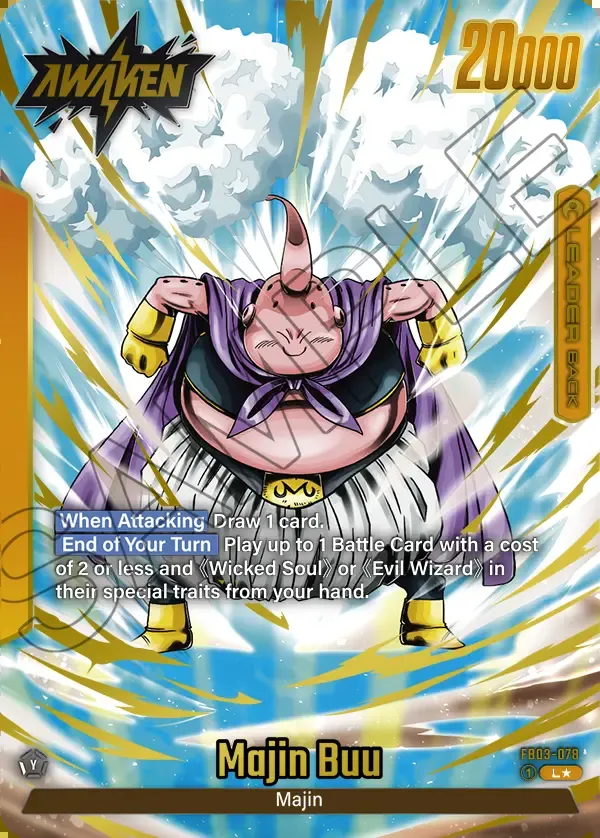 AWAKEN
20000
LEADER BACK
When Attacking Draw 1 card.
End of Your Turn Play up to 1 Battle Card with a cost
of 2 or less and 《Wicked Soul》 or 《Evil Wizard》 in
their special traits from your hand.
SAMPLE
Y
Majin Buu
FB03-078
1 L★
Majin